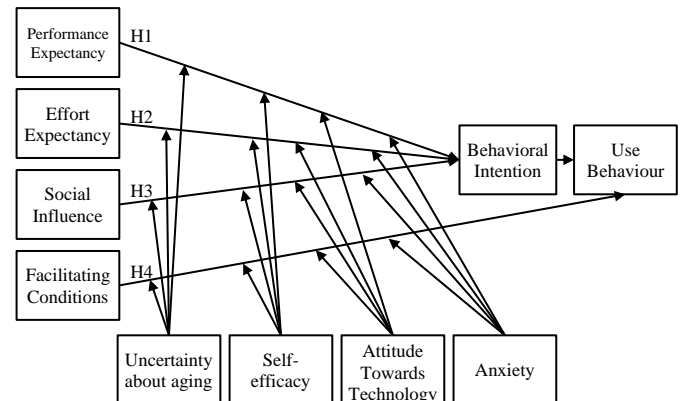 Performance
Expectancy
H1
Effort
Expectancy
H2
Social
Influence
H3
Facilitating
Conditions
H4
Behavioral
Intention
Use
Behaviour
Uncertainty
about aging
Self-
efficacy
Attitude
Towards
Technology
Anxiety